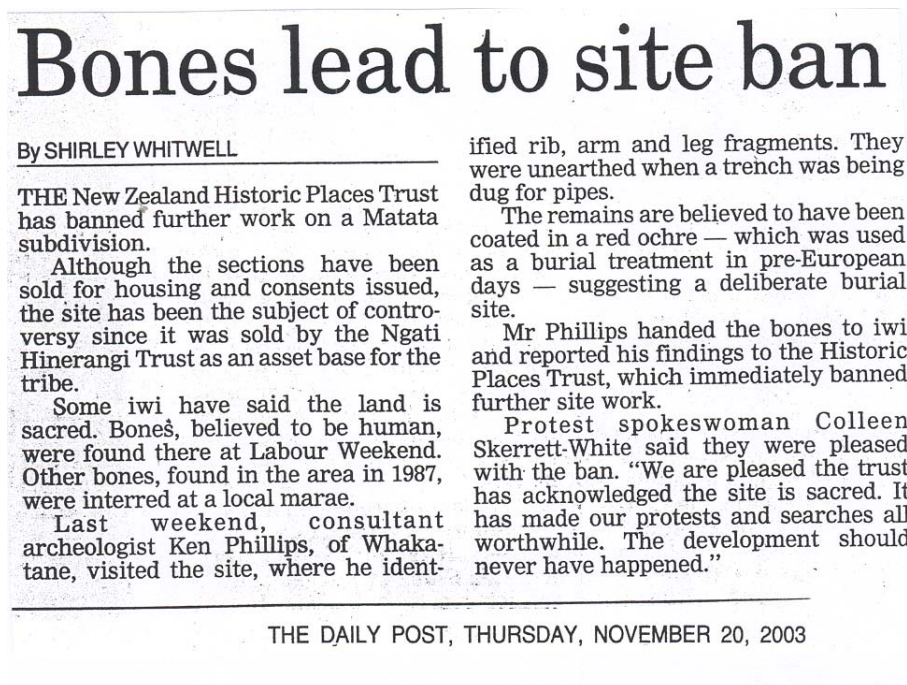 Bones lead to site ban
By SHIRLEY WHITWELL
THE New Zealand Historic Places Trust
has banned further work on a Matata
subdivision.
Although the sections have been
sold for housing and consents issued,
the site has been the subject of contro-
versy since it was sold by the Ngati
Hinerangi Trust as an asset base for the
tribe.
Some iwi have said the land is
sacred. Bones, believed to be human,
were found there at Labour Weekend.
Other bones, found in the area in 1987,
were interred at a local marae.
Last weekend, consultant
archeologist Ken Phillips, of Whaka-
tane, visited the site, where he ident-
ified rib, arm and leg fragments. They
were unearthed when a trench was being
dug for pipes.
The remains are believed to have been
coated in a red ochre — which was used
as a burial treatment in pre-European
days — suggesting a deliberate burial
site.
Mr Phillips handed the bones to iwi
and reported his findings to the Historic
Places Trust, which immediately banned
further site work.
Protest spokeswoman Colleen
Skerrett-White said they were pleased
with the ban. “We are pleased the trust
has acknowledged the site is sacred. It
has made our protests and searches all
worthwhile. The development should
never have happened.”
THE DAILY POST, THURSDAY, NOVEMBER 20, 2003